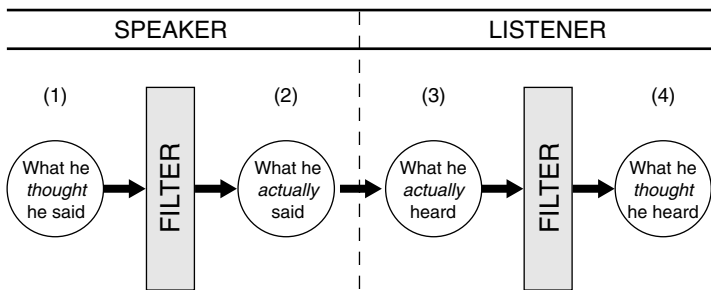 SPEAKER
LISTENER
(1)
(2)
(3)
(4)
What he
thought
he said
FILTER
What he
actually
said
What he
actually
heard
FILTER
What he
thought
he heard